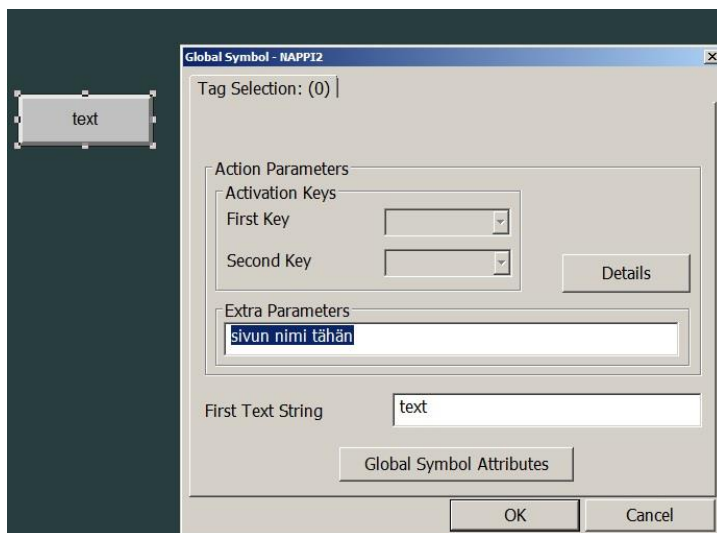 Global Symbol - NAPPI2
Tag Selection: (0)
text
Action Parameters
Activation Keys
First Key
Second Key
Details
Extra Parameters
sivun nimi tähän
First Text String
text
Global Symbol Attributes
OK
Cancel